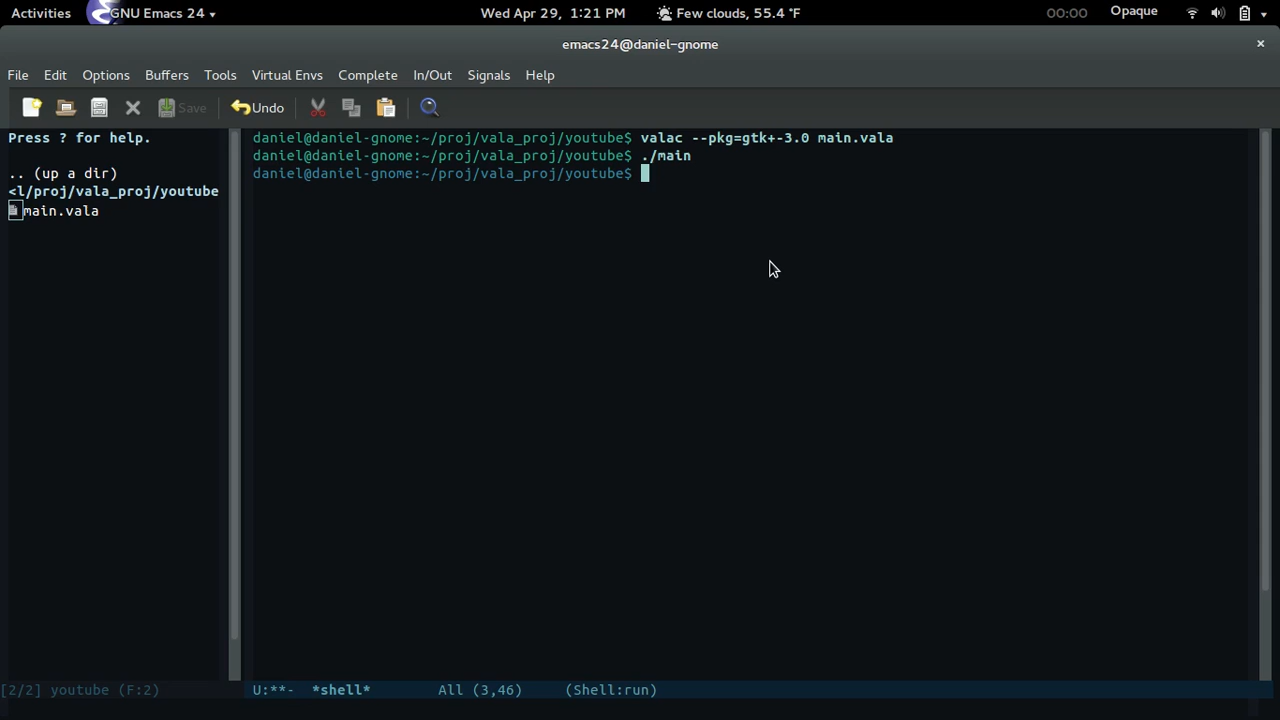 Activities GNU Emacs 24 Wed Apr 29, 1:21 PM Few clouds, 55.4 °F 00:00 Opaque
emacs24@daniel-gnome
File Edit Options Buffers Tools Virtual Envs Complete In/Out Signals Help
Save Undo
Press ? for help.
.. (up a dir)
<l/proj/vala_proj/youtube
main.vala
daniel@daniel-gnome:~/proj/vala_proj/youtube$ valac --pkg=gtk+-3.0 main.vala
daniel@daniel-gnome:~/proj/vala_proj/youtube$ ./main
daniel@daniel-gnome:~/proj/vala_proj/youtube$
[2/2] youtube (F:2)
U:**- *shell* All (3,46) (Shell:run)